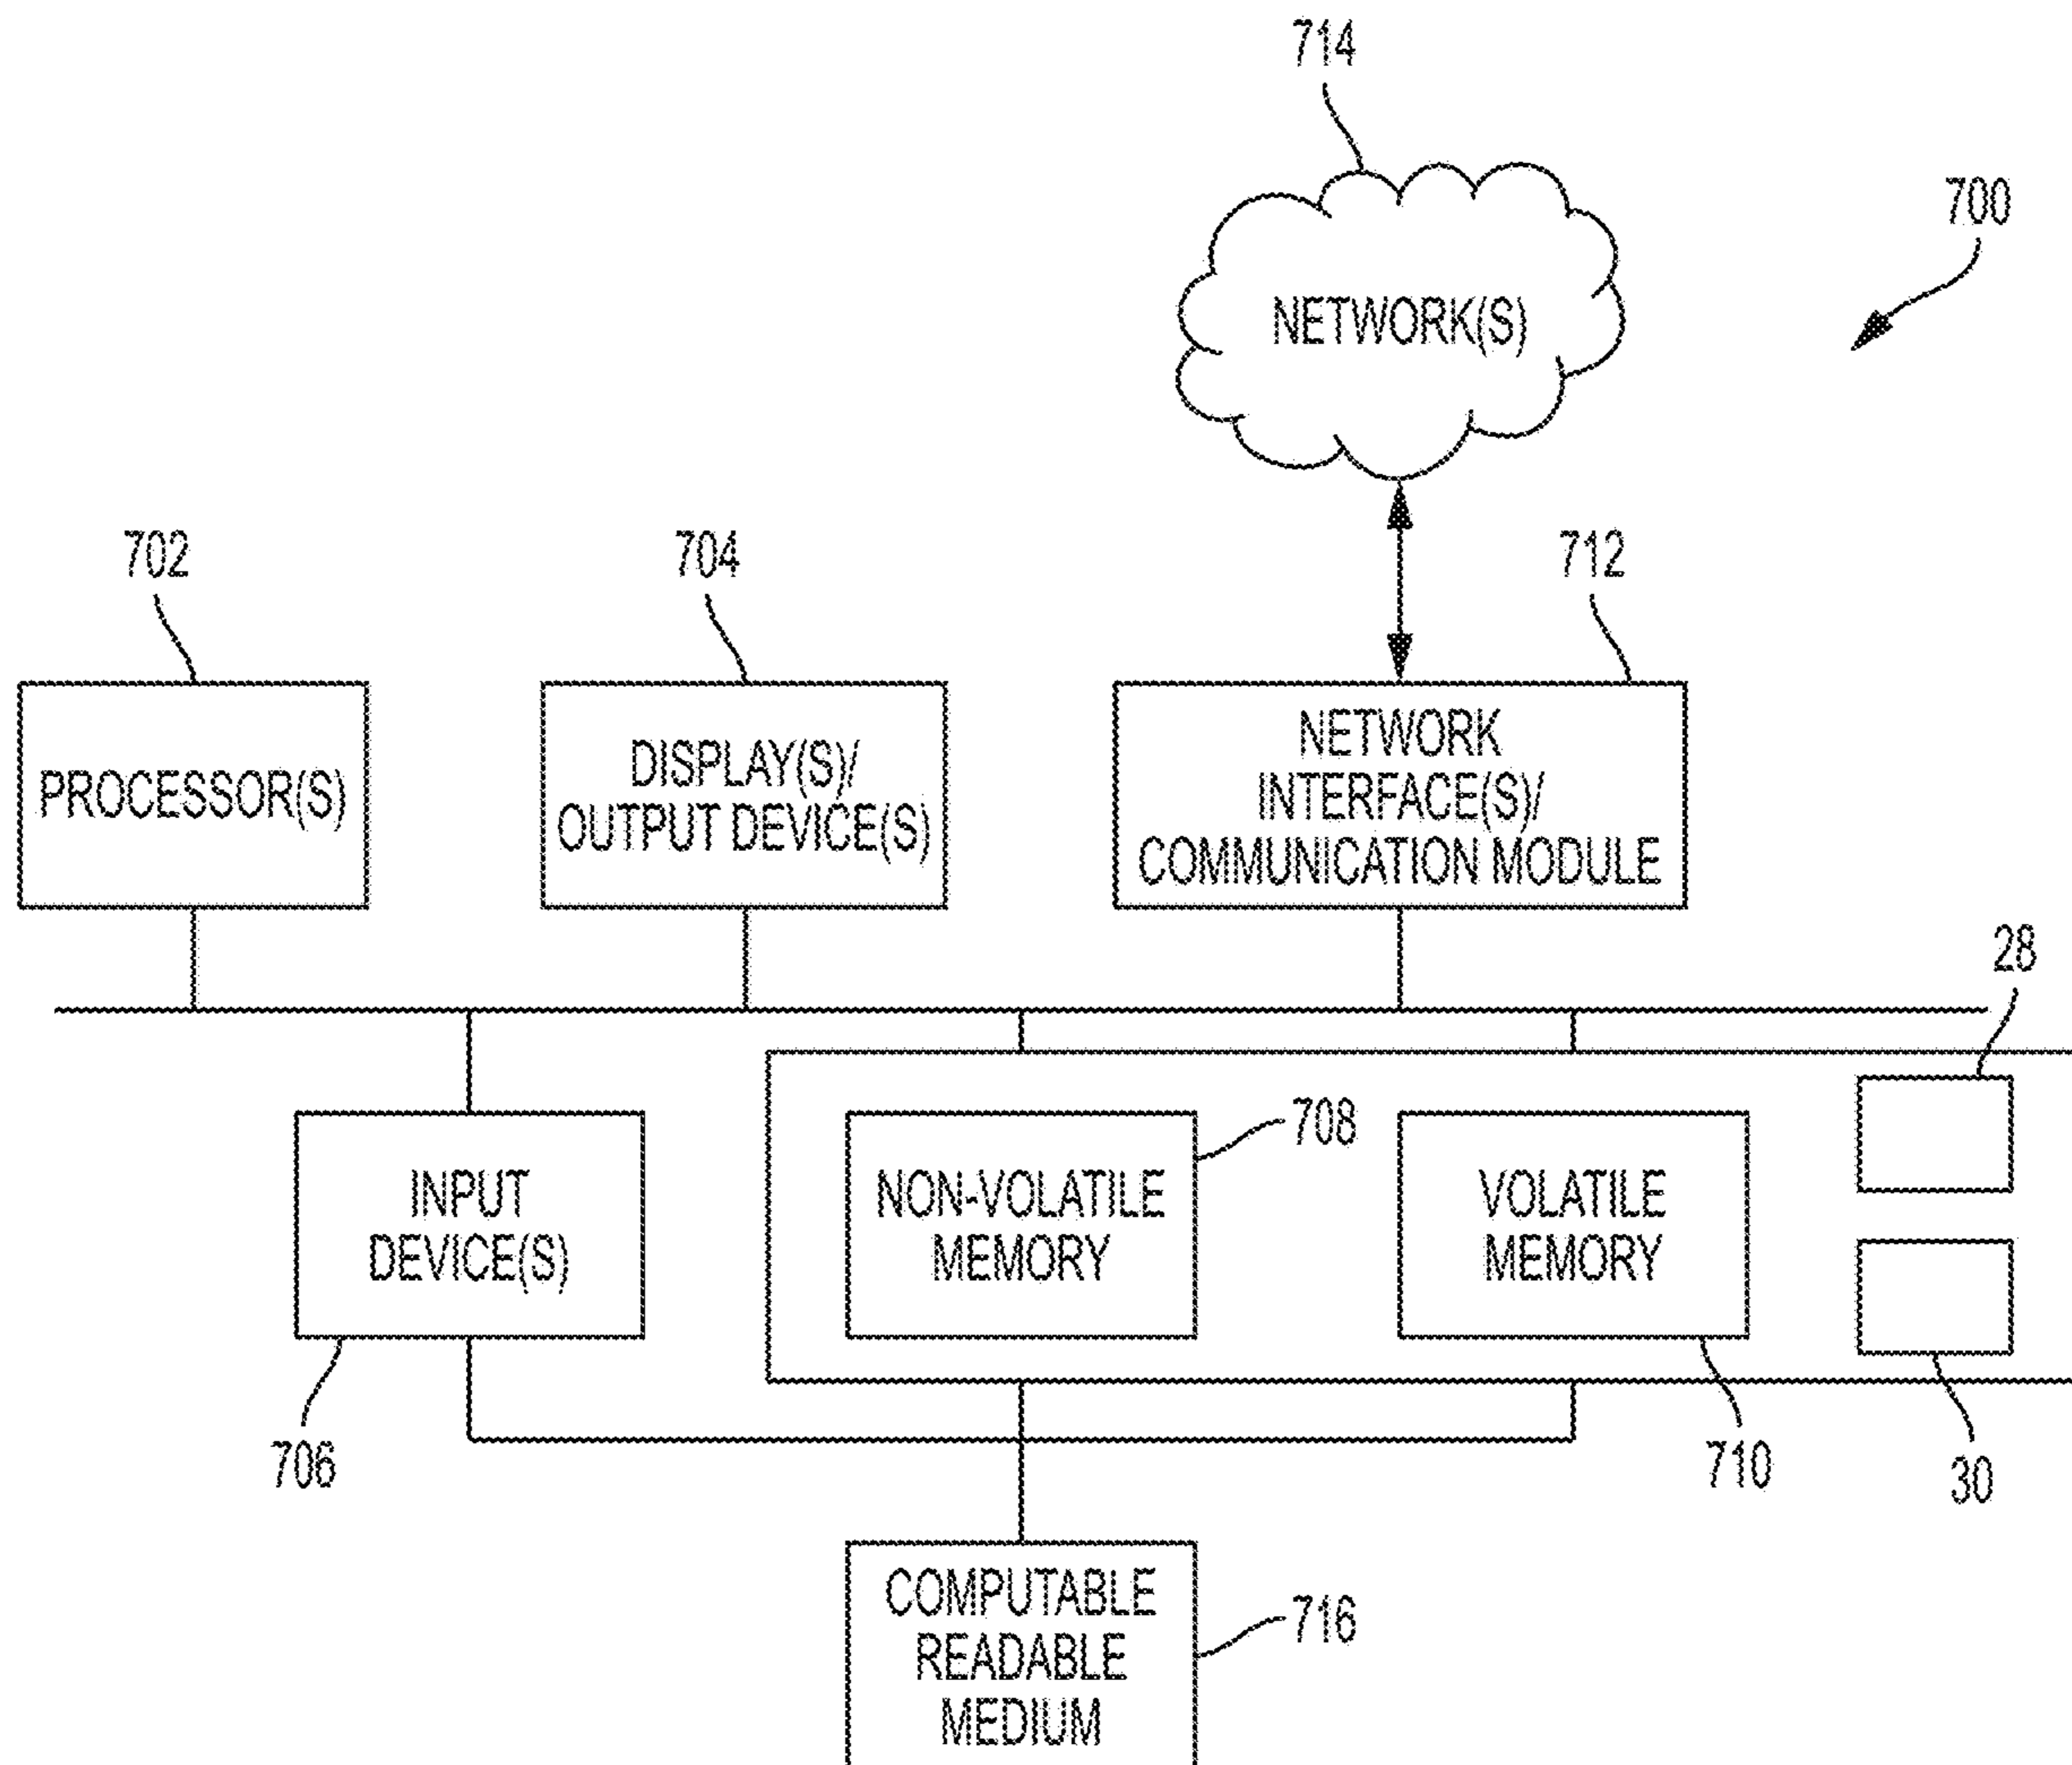 714
700
NETWORK(S)
702
704
712
PROCESSOR(S)
DISPLAY(S)/
OUTPUT DEVICE(S)
NETWORK
INTERFACE(S)/
COMMUNICATION MODULE
28
708
INPUT
DEVICE(S)
NON-VOLATILE
MEMORY
VOLATILE
MEMORY
706
710
30
COMPUTABLE
READABLE
MEDIUM
716